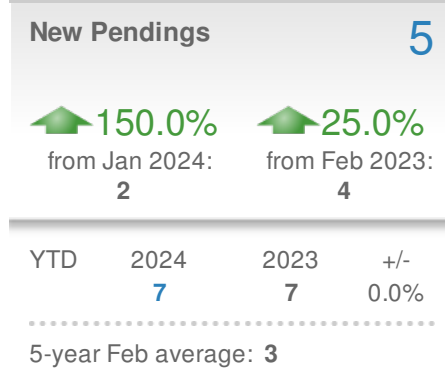 New Pendings 5
150.0% 25.0%
from Jan 2024: from Feb 2023:
2 4
YTD 2024 2023 +/-
7 7 0.0%
5-year Feb average: 3